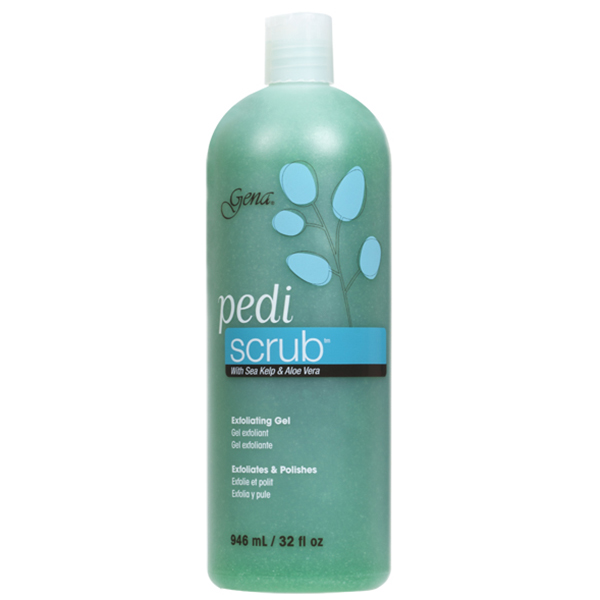 Gena®
pedi
scrub™
With Sea Kelp & Aloe Vera
Exfoliating Gel
Gel exfoliant
Gel exfoliante
Exfoliates & Polishes
Exfolie et polit
Exfolia y pule
946 mL / 32 fl oz